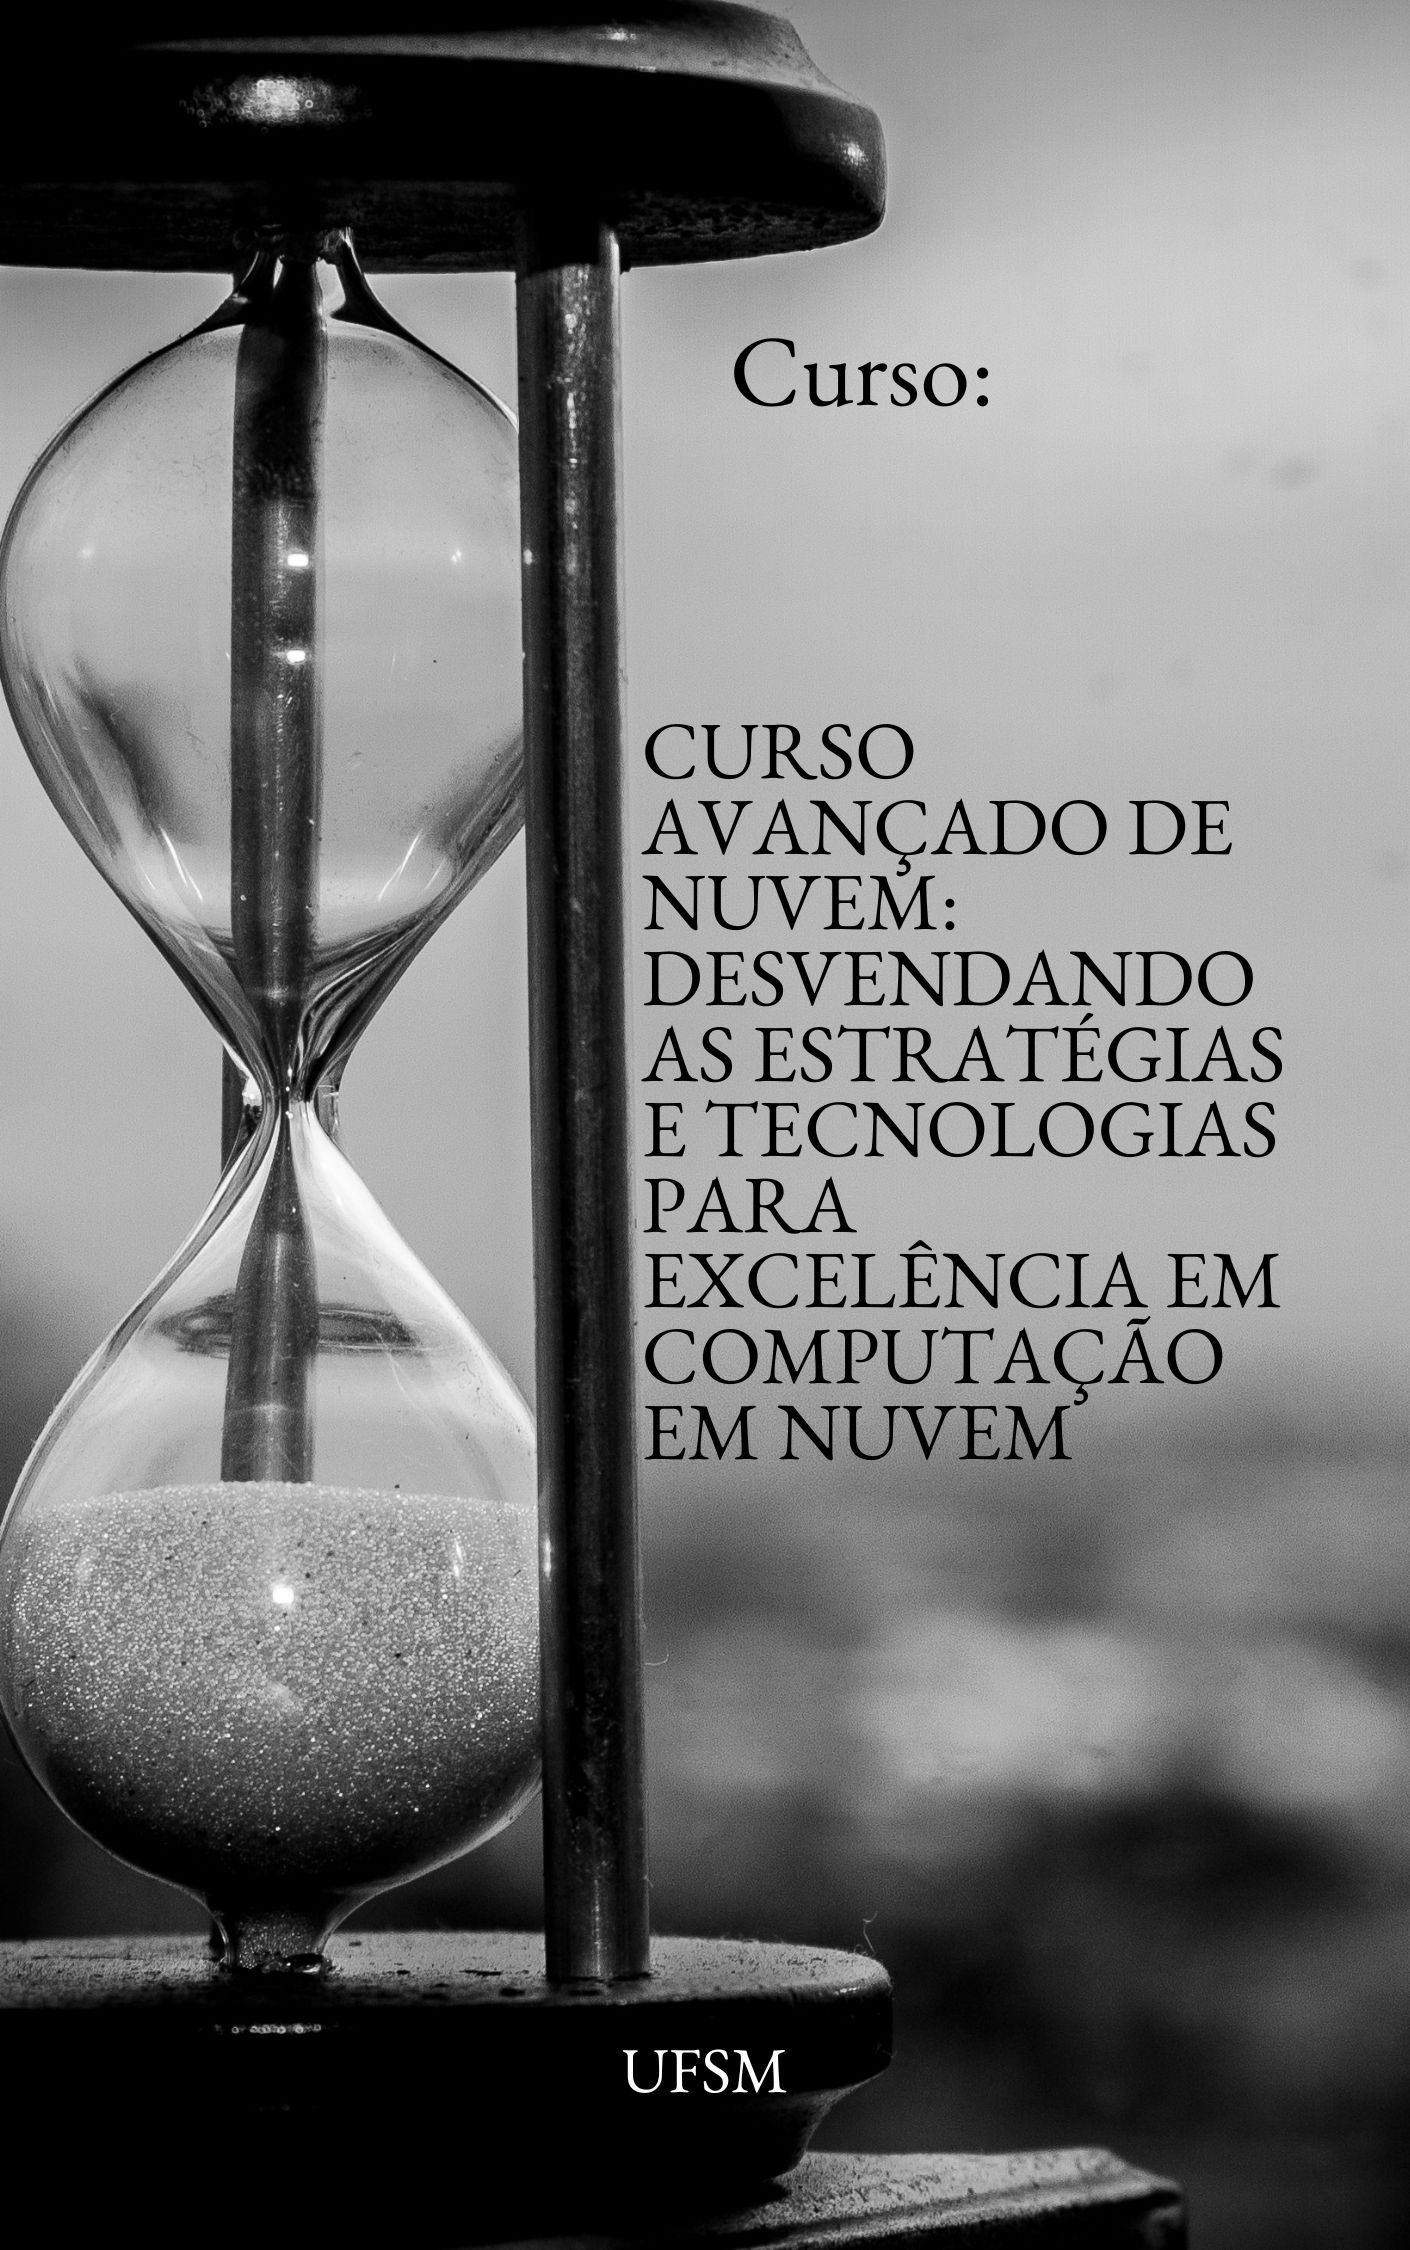 Curso:
CURSO
AVANÇADO DE
NUVEM:
DESVENDANDO
AS ESTRATÉGIAS
E TECNOLOGIAS
PARA
EXCELÊNCIA EM
COMPUTAÇÃO
EM NUVEM
UFSM